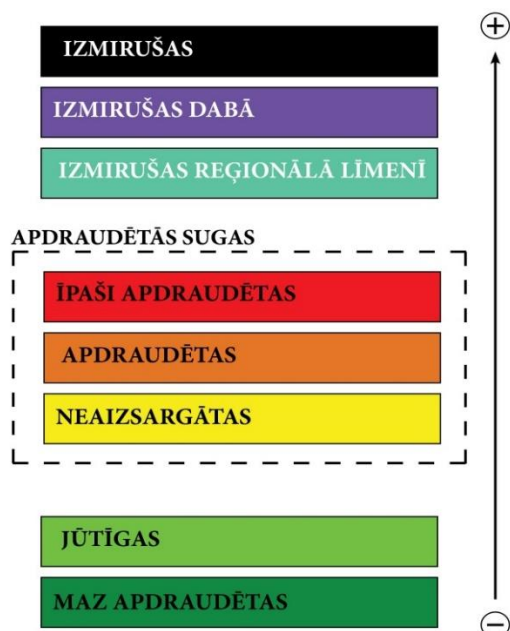 IZMIRUŠAS
IZMIRUŠAS DABĀ
IZMIRUŠAS REĢIONĀLĀ LĪMENĪ
APDRAUDĒTĀS SUGAS
ĪPAŠI APDRAUDĒTAS
APDRAUDĒTAS
NEAIZSARGĀTAS
JŪTĪGAS
MAZ APDRAUDĒTAS
+
−